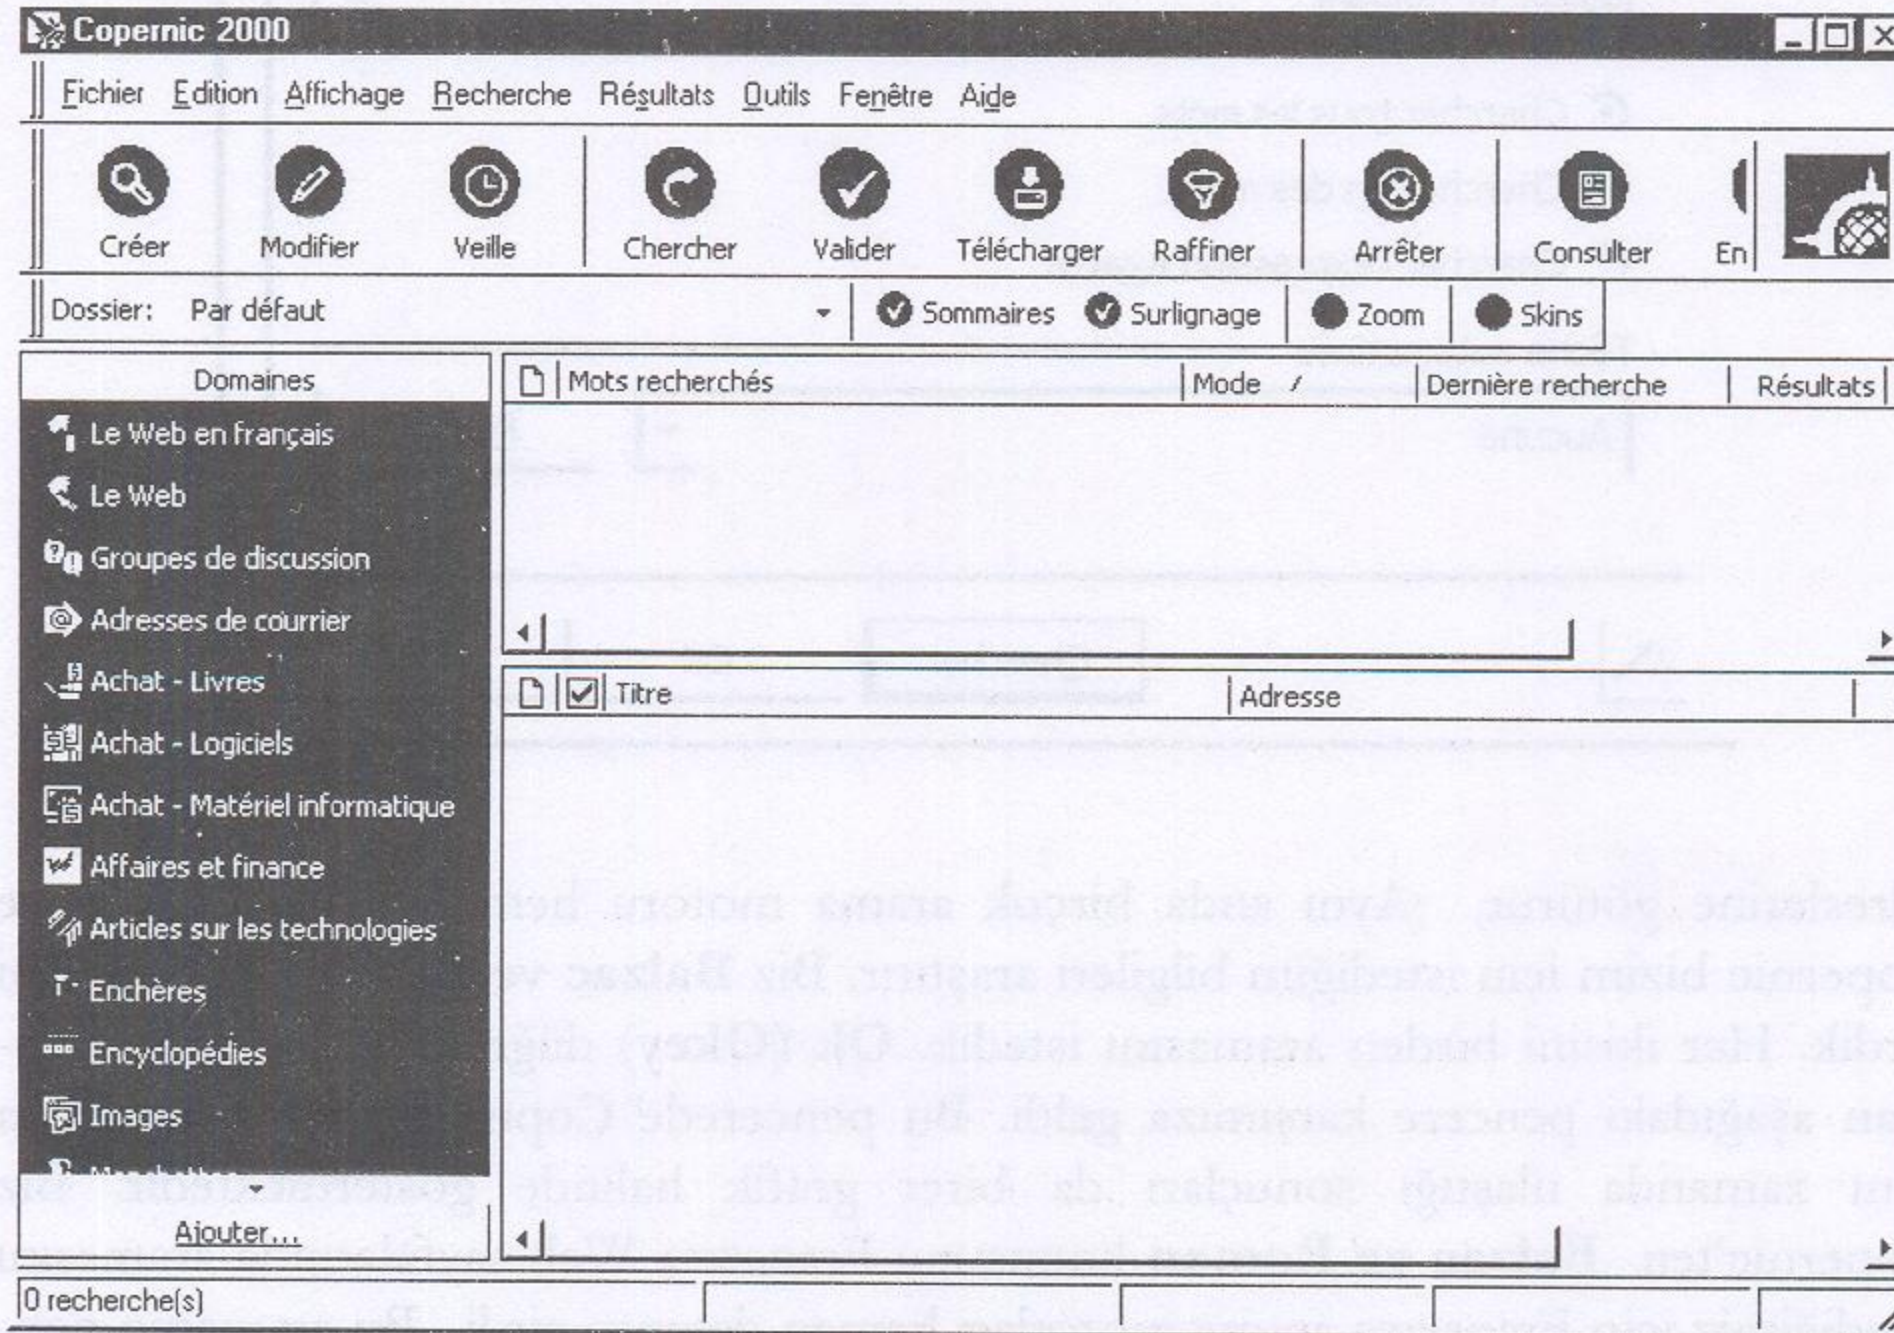 Copernic 2000
Fichier Edition Affichage Recherche Résultats Outils Fenêtre Aide
Créer Modifier Veille Chercher Valider Télécharger Raffiner Arrêter Consulter En
Dossier: Par défaut Sommaires Surlignage Zoom Skins
Domaines
Le Web en français
Le Web
Groupes de discussion
Adresses de courrier
Achat - Livres
Achat - Logiciels
Achat - Matériel informatique
Affaires et finance
Articles sur les technologies
Enchères
Encyclopédies
Images
Ajouter...
Mots recherchés Mode Dernière recherche Résultats
Titre Adresse
0 recherche(s)